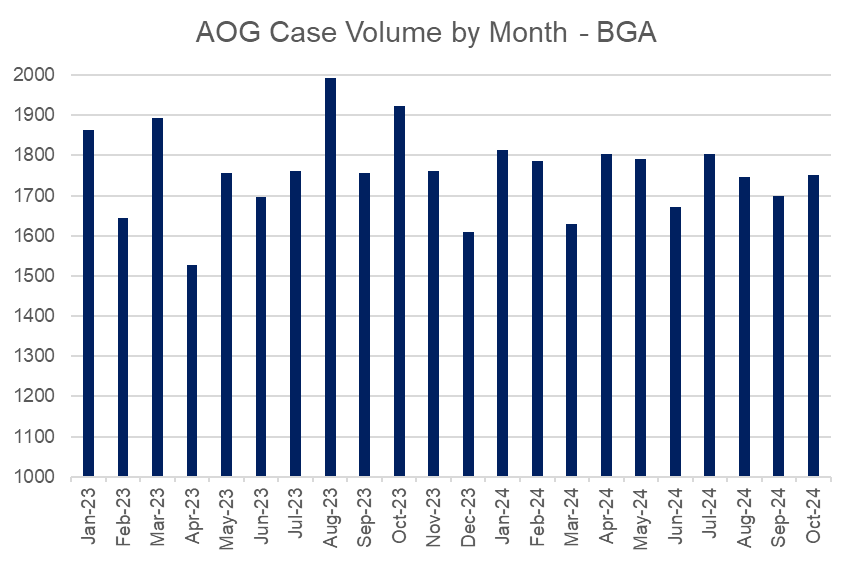 AOG Case Volume by Month - BGA
2000
1900
1800
1700
1600
1500
1400
1300
1200
1100
1000
Jan-23
Feb-23
Mar-23
Apr-23
May-23
Jun-23
Jul-23
Aug-23
Sep-23
Oct-23
Nov-23
Dec-23
Jan-24
Feb-24
Mar-24
Apr-24
May-24
Jun-24
Jul-24
Aug-24
Sep-24
Oct-24